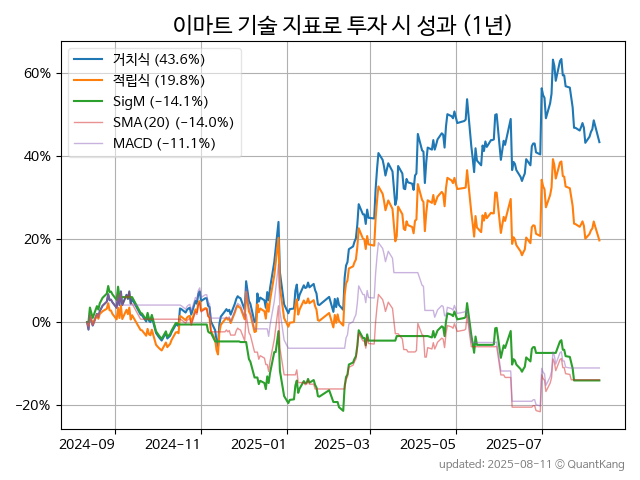 이마트 기술 지표로 투자 시 성과 (1년)
거치식 (43.6%)
적립식 (19.8%)
SigM (−14.1%)
SMA(20) (−14.0%)
MACD (−11.1%)
60%
40%
20%
0%
−20%
2024-09 2024-11 2025-01 2025-03 2025-05 2025-07
updated: 2025-08-11 © QuantKang